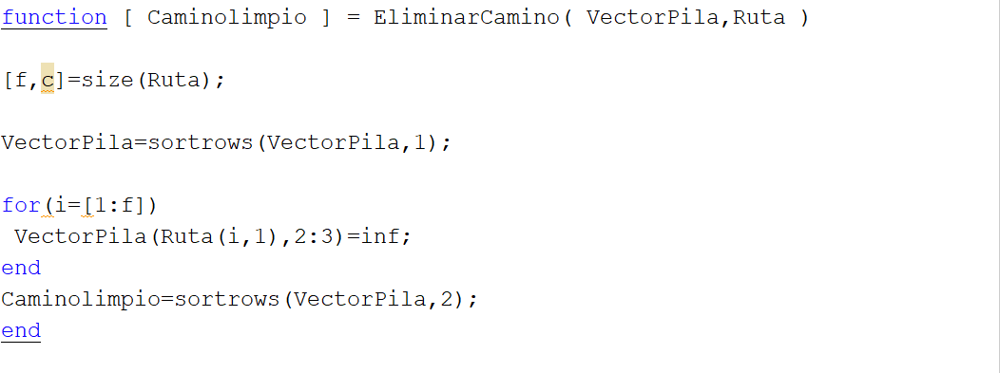 function [ Caminolimpio ] = EliminarCamino( VectorPila,Ruta )
[f,c]=size(Ruta);
VectorPila=sortrows(VectorPila,1);
for(i=[1:f])
VectorPila(Ruta(i,1),2:3)=inf;
end
Caminolimpio=sortrows(VectorPila,2);
end